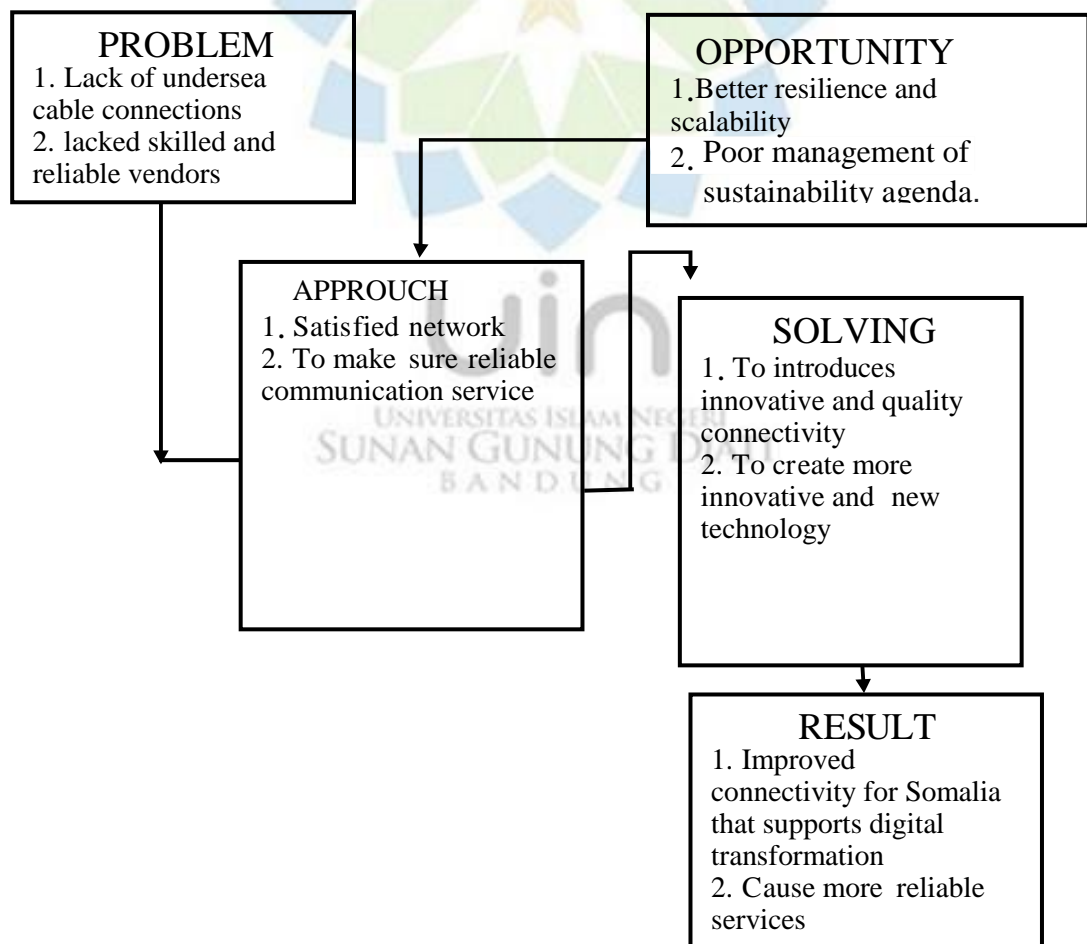 PROBLEM
1. Lack of undersea
cable connections
2. lacked skilled and
reliable vendors
OPPORTUNITY
1.Better resilience and
scalability
2. Poor management of
sustainability agenda.
APPROUCH
1. Satisfied network
2. To make sure reliable
communication service
SOLVING
1. To introduces
innovative and quality
connectivity
2. To create more
innovative and new
technology
RESULT
1. Improved
connectivity for Somalia
that supports digital
transformation
2. Cause more reliable
services
uin
UNIVERSITAS ISLAM NEGERI
SUNAN GUNUNG DJATI
BANDUNG